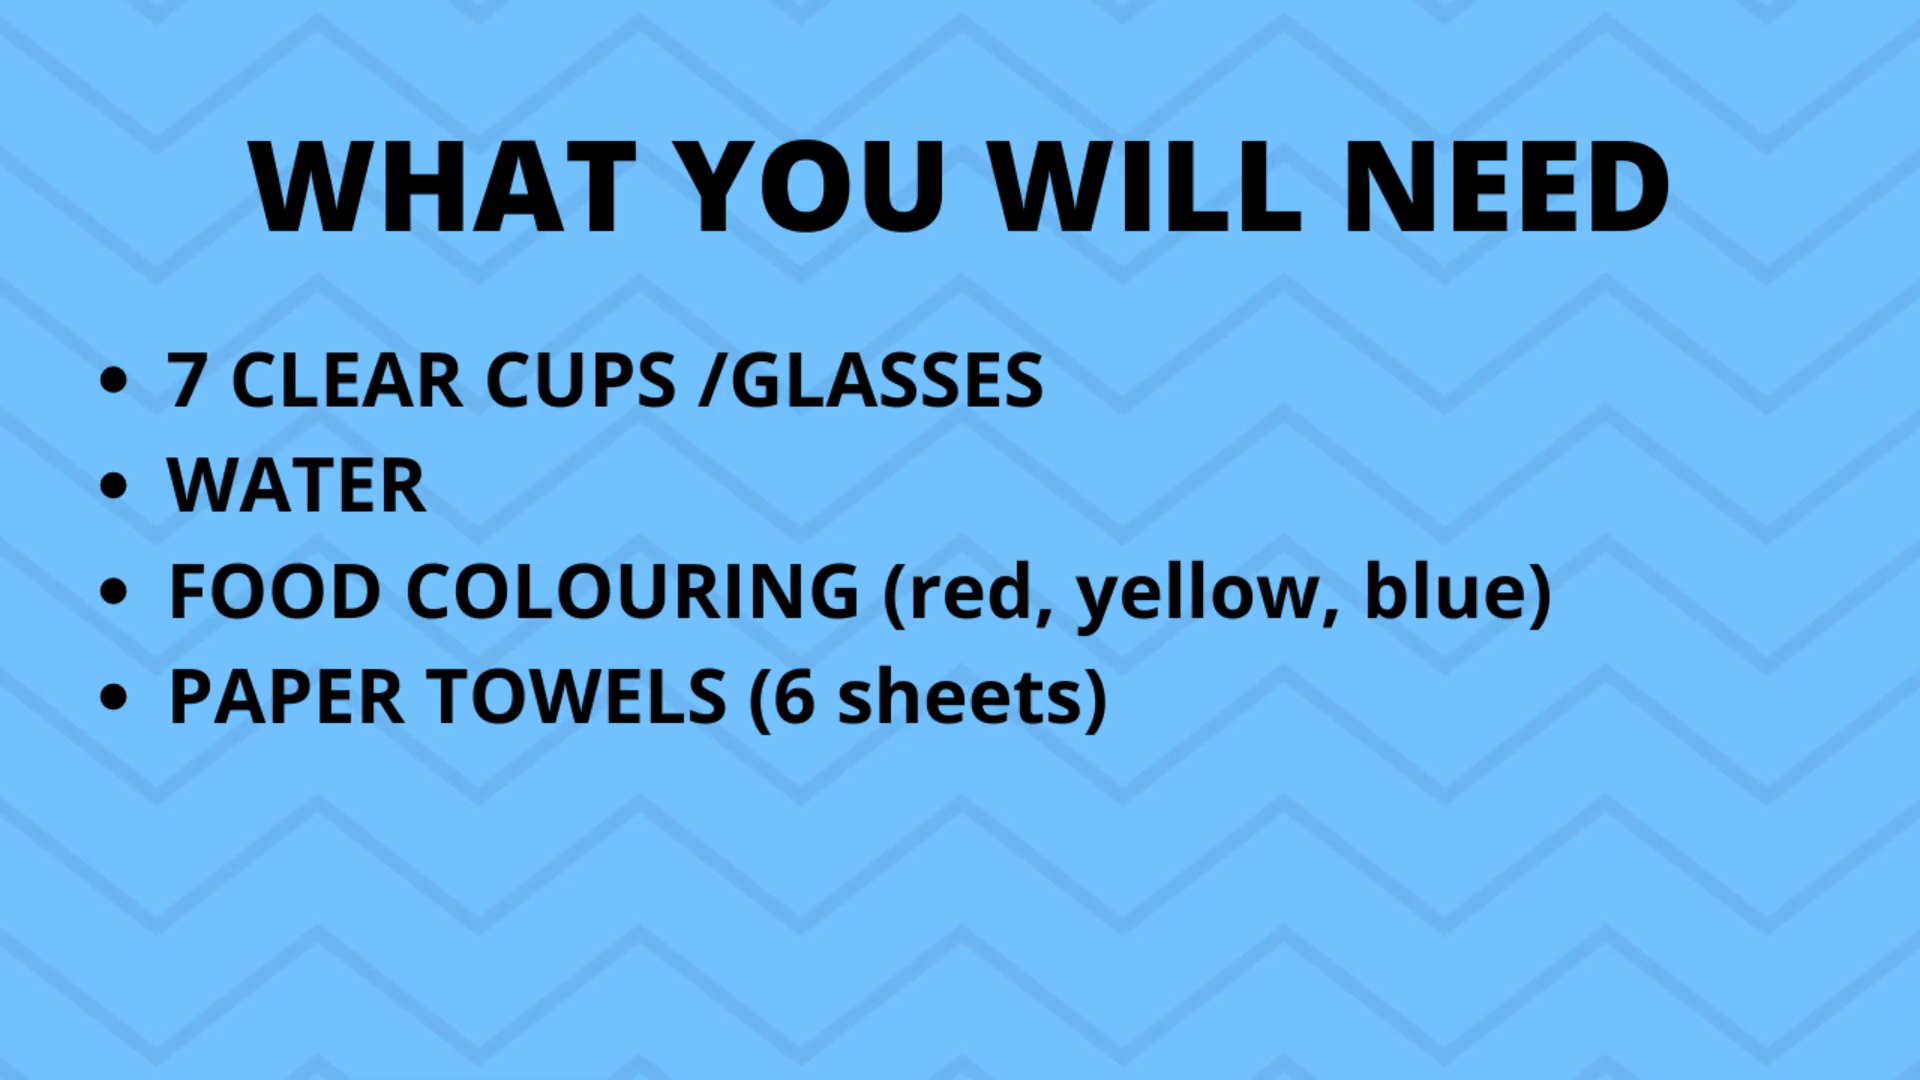 WHAT YOU WILL NEED
• 7 CLEAR CUPS /GLASSES
• WATER
• FOOD COLOURING (red, yellow, blue)
• PAPER TOWELS (6 sheets)